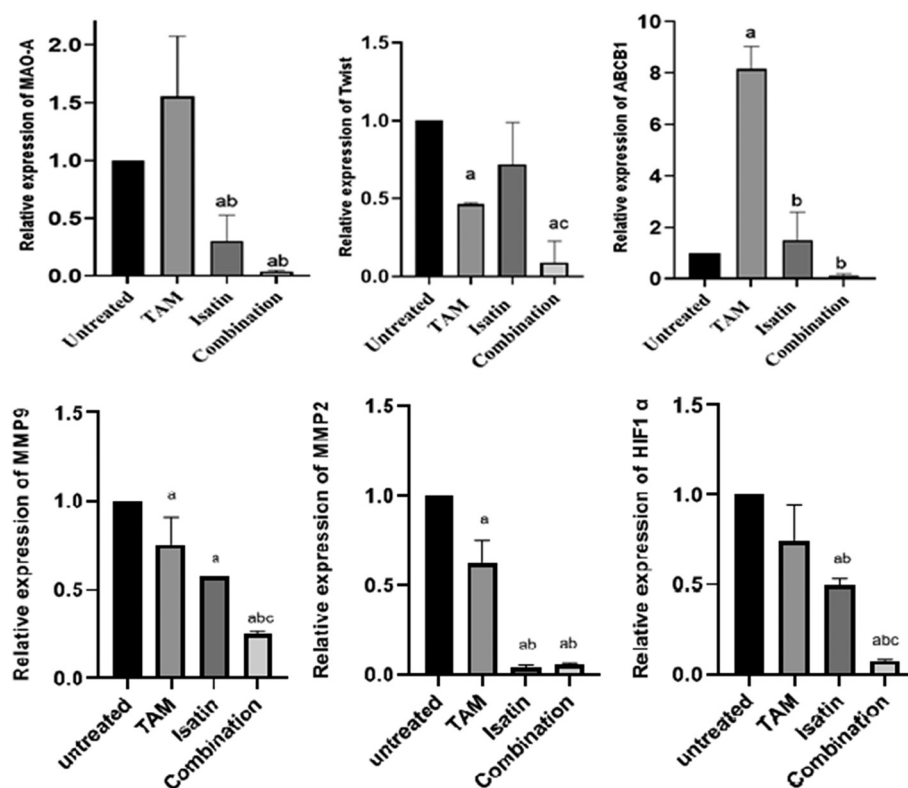 Relative expression of MAO-A
2.0
1.5
1.0
0.5
0.0
ab
ab
Untreated
TAM
Isatin
Combination
Relative expression of Twist
1.5
1.0
0.5
0.0
a
ac
Untreated
TAM
Isatin
Combination
Relative expression of ABCB1
10
8
6
4
2
0
a
b
b
Untreated
TAM
Isatin
Combination
Relative expression of MMP9
1.5
1.0
0.5
0.0
a
a
abc
untreated
TAM
Isatin
Combination
Relative expression of MMP2
1.5
1.0
0.5
0.0
a
ab
ab
untreated
TAM
Isatin
Combination
Relative expression of HIF1 α
1.5
1.0
0.5
0.0
ab
abc
untreated
TAM
Isatin
Combination